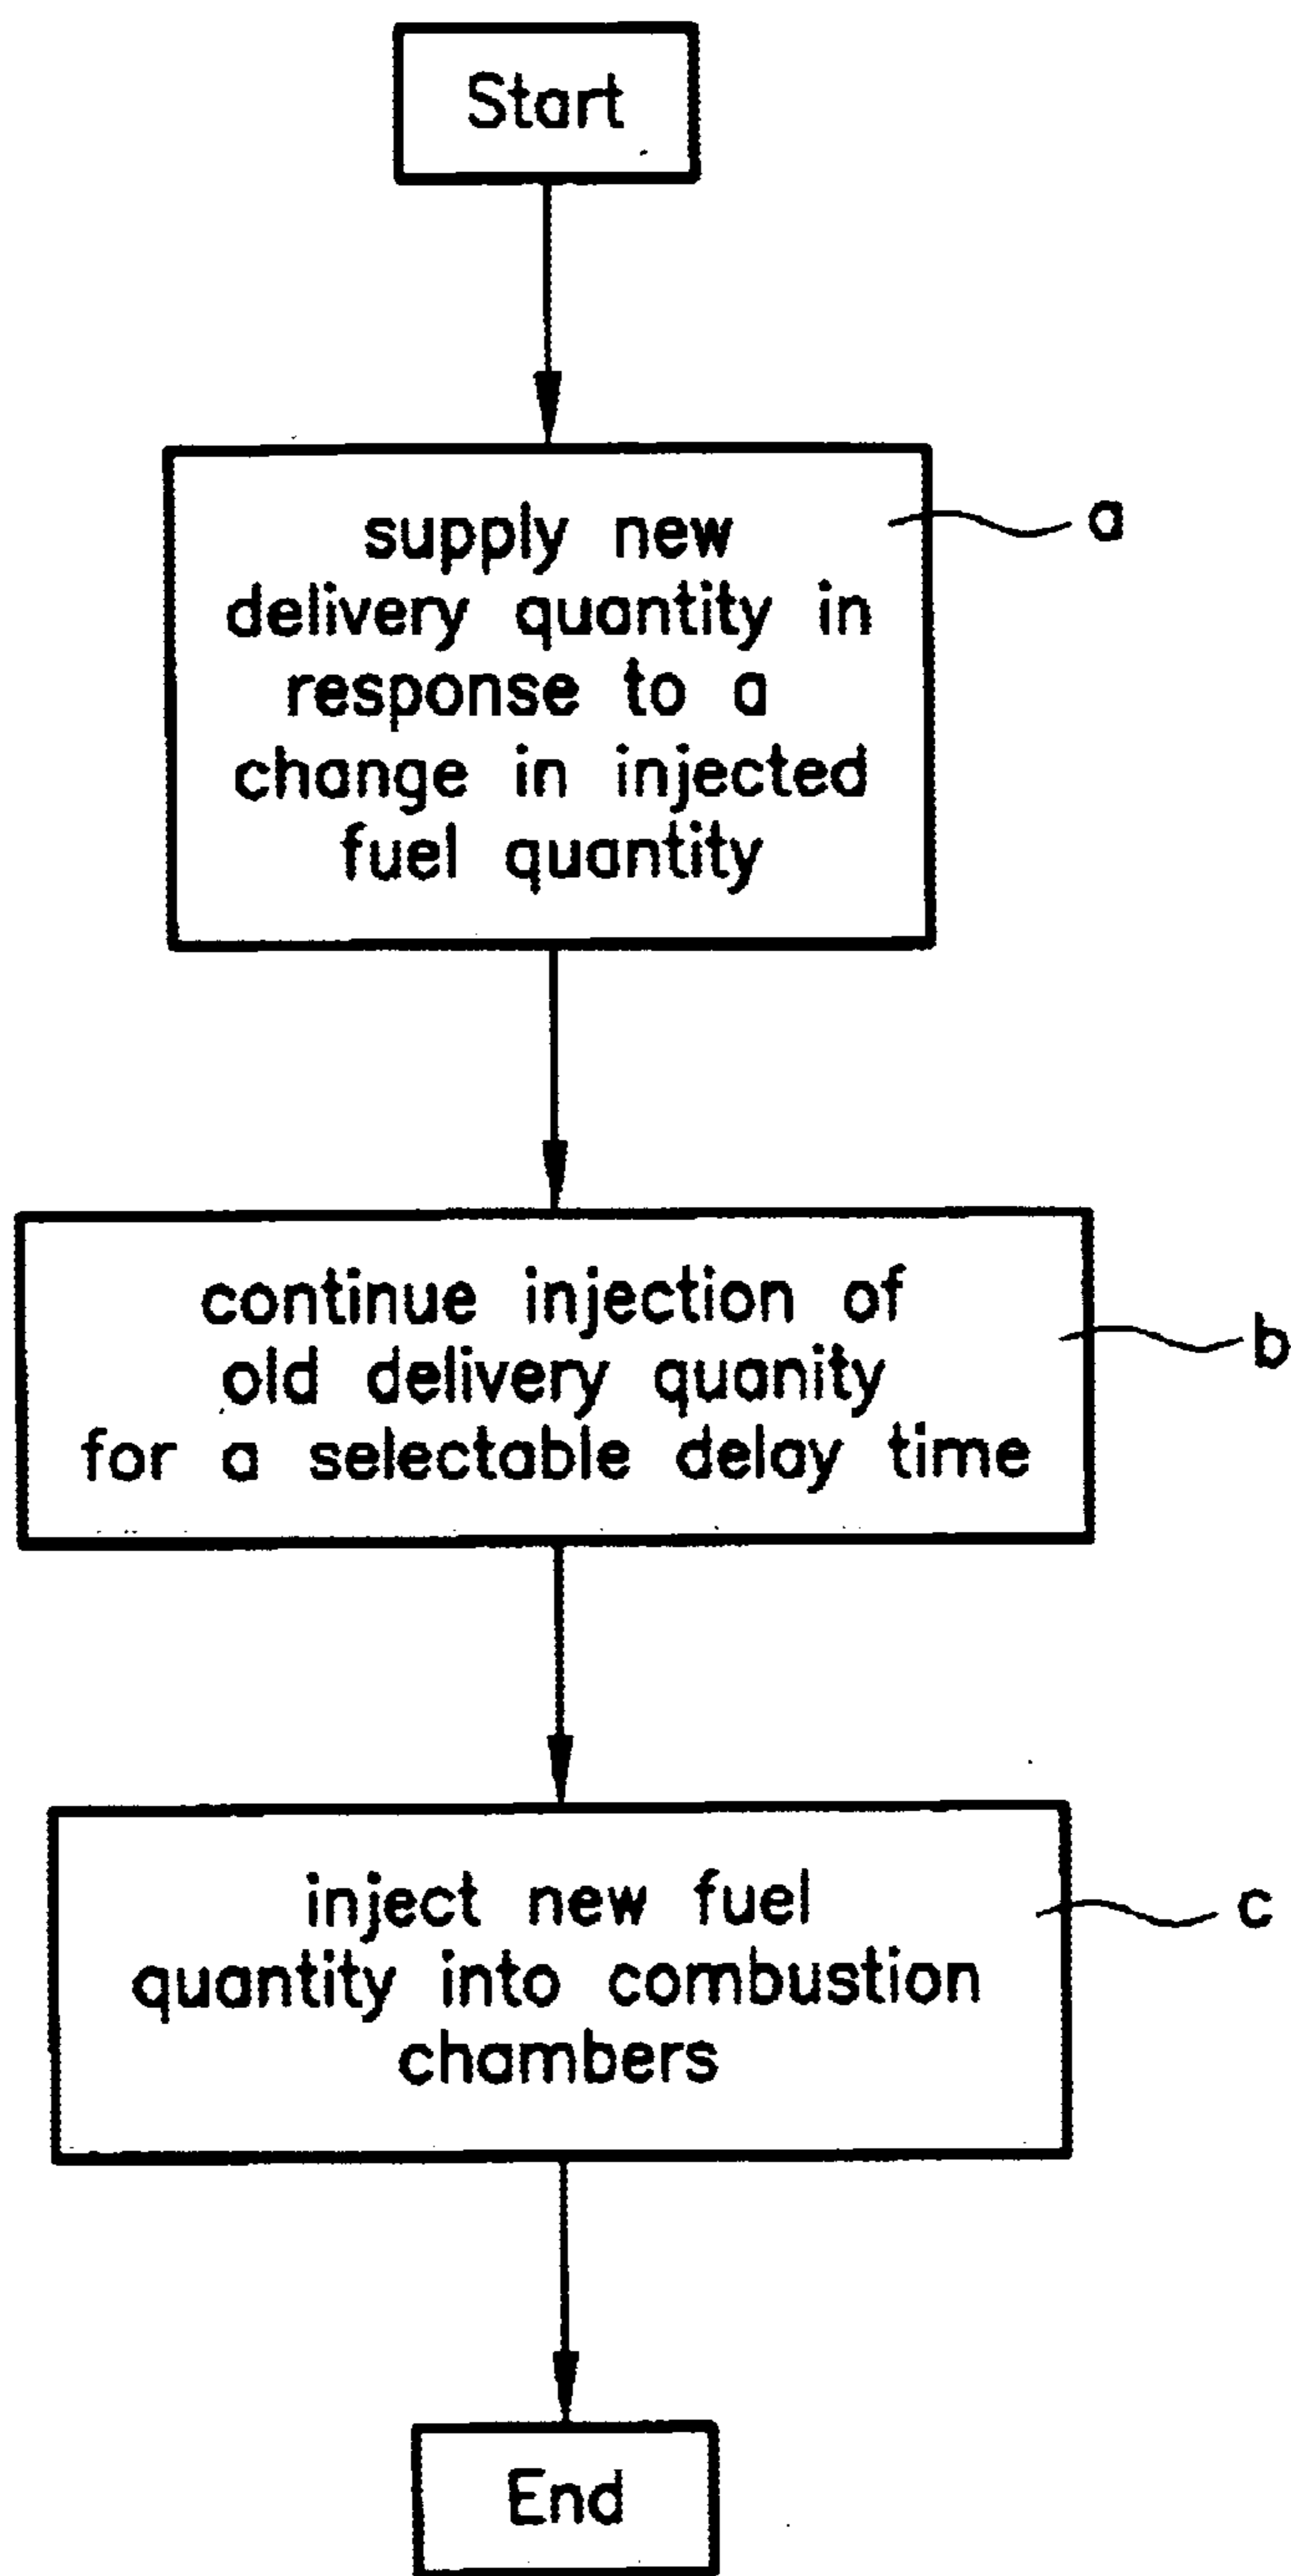 Start
supply new
delivery quantity in
response to a
change in injected
fuel quantity
a
continue injection of
old delivery quanity
for a selectable delay time
b
inject new fuel
quantity into combustion
chambers
c
End